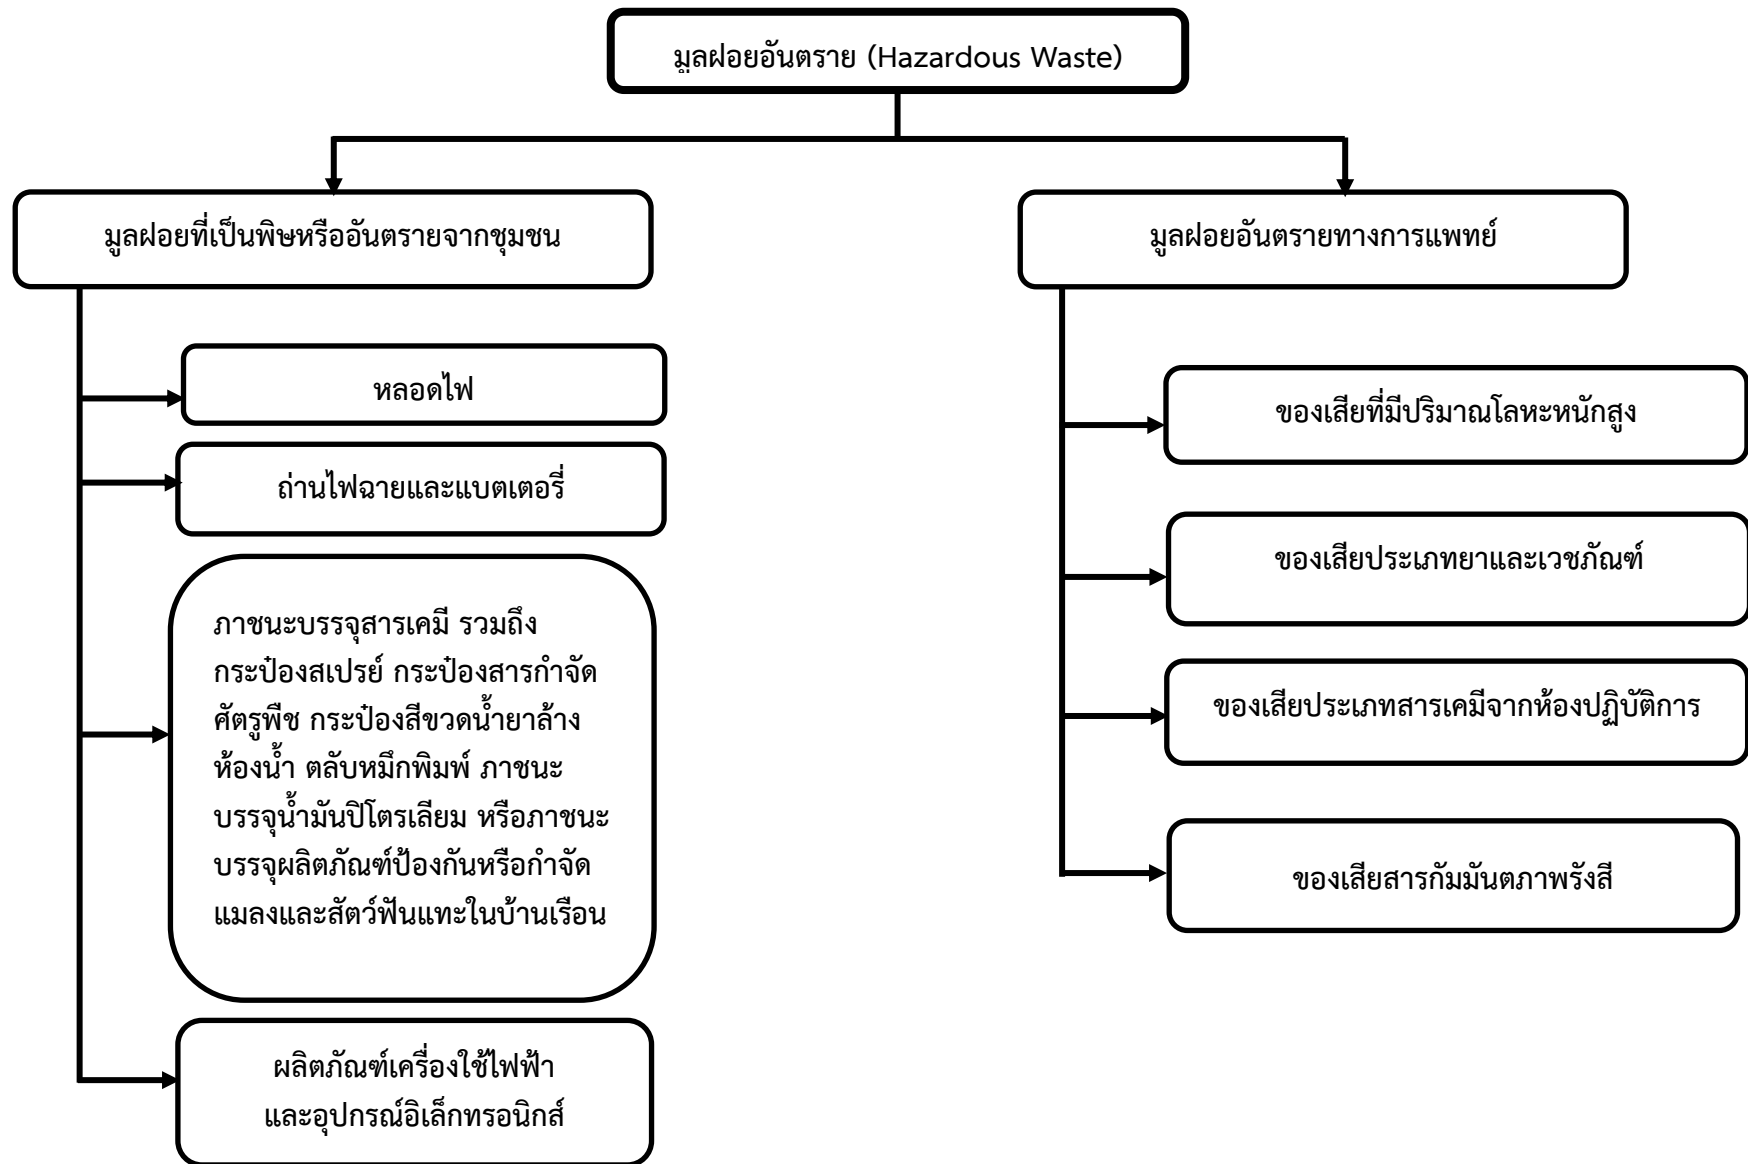 มูลฝอยอันตราย (Hazardous Waste)
มูลฝอยที่เป็นพิษหรืออันตรายจากชุมชน
หลอดไฟ
ถ่านไฟฉายและแบตเตอรี่
ภาชนะบรรจุสารเคมี รวมถึง
กระป๋องสเปรย์ กระป๋องสารกำจัด
ศัตรูพืช กระป๋องสีขวดน้ำยาล้าง
ห้องน้ำ ตลับหมึกพิมพ์ ภาชนะ
บรรจุน้ำมันปิโตรเลียม หรือภาชนะ
บรรจุผลิตภัณฑ์ป้องกันหรือกำจัด
แมลงและสัตว์ฟันแทะในบ้านเรือน
ผลิตภัณฑ์เครื่องใช้ไฟฟ้า
และอุปกรณ์อิเล็กทรอนิกส์
มูลฝอยอันตรายทางการแพทย์
ของเสียที่มีปริมาณโลหะหนักสูง
ของเสียประเภทยาและเวชภัณฑ์
ของเสียประเภทสารเคมีจากห้องปฏิบัติการ
ของเสียสารกัมมันตภาพรังสี